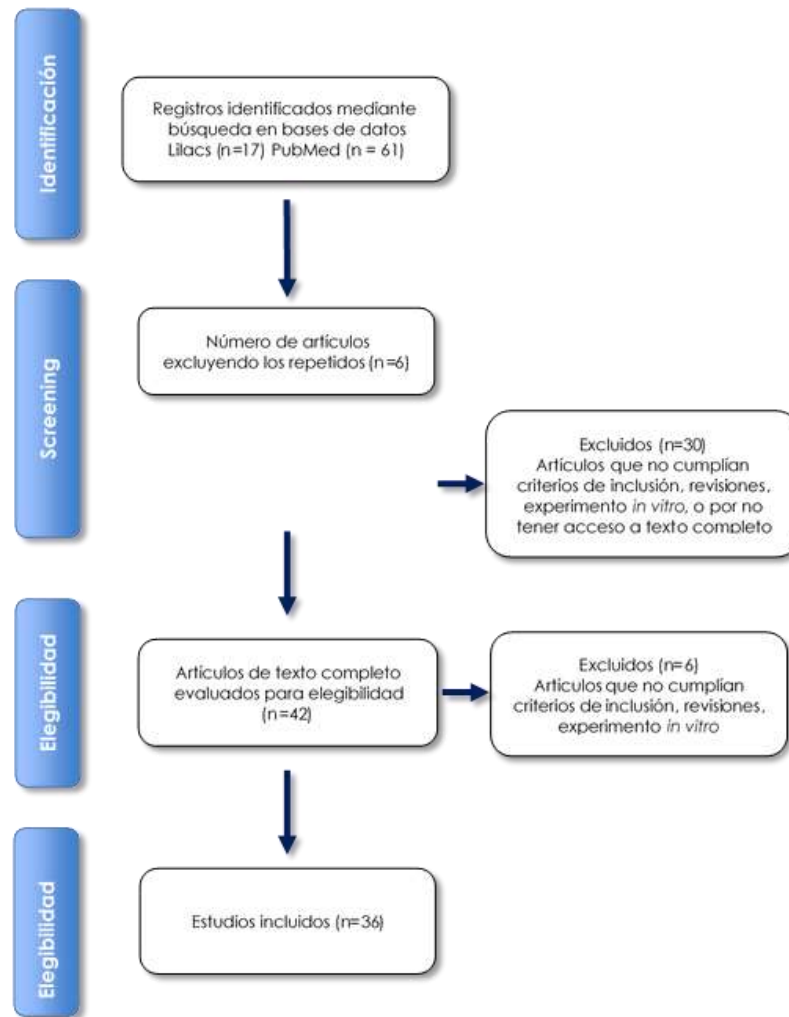 Identificación
Registros identificados mediante
búsqueda en bases de datos
Lilacs (n=17) PubMed (n = 61)
Screening
Número de artículos
excluyendo los repetidos (n=6)
Excluidos (n=30)
Artículos que no cumplían
criterios de inclusión, revisiones,
experimento in vitro, o por no
tener acceso a texto completo
Elegibilidad
Artículos de texto completo
evaluados para elegibilidad
(n=42)
Excluidos (n=6)
Artículos que no cumplían
criterios de inclusión, revisiones,
experimento in vitro
Elegibilidad
Estudios incluidos (n=36)